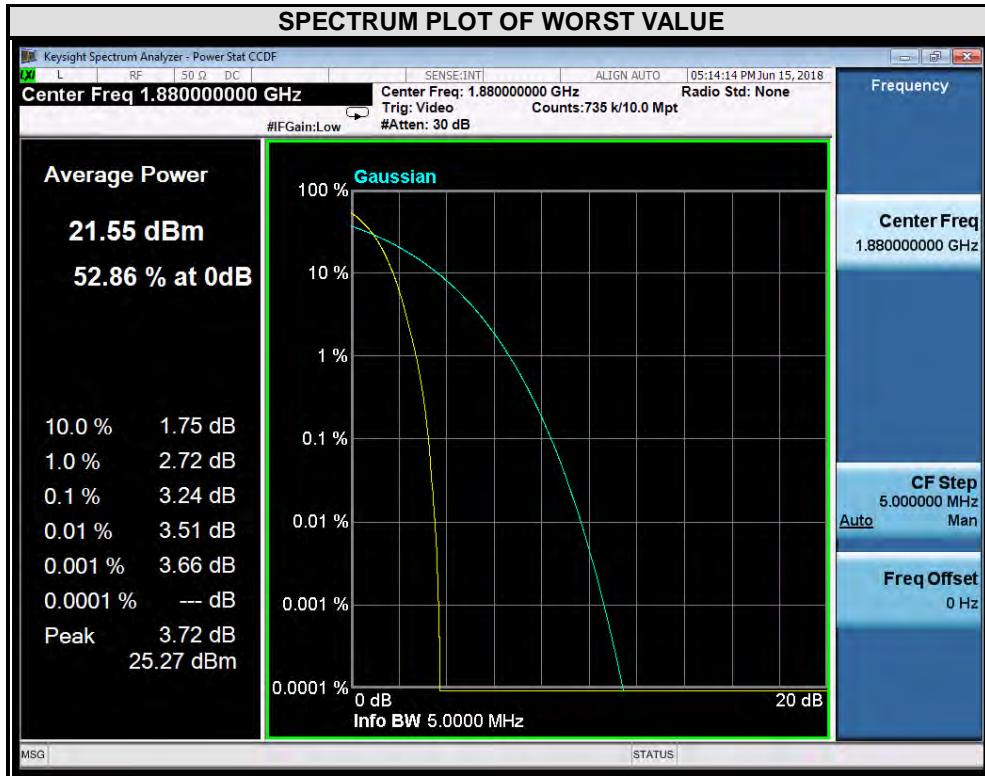 SPECTRUM PLOT OF WORST VALUE
Keysight Spectrum Analyzer - Power Stat CCDF
LXI L RF 50 Ω DC SENSE:INT ALIGN AUTO 05:14:14 PM Jun 15, 2018
Center Freq 1.880000000 GHz
Center Freq: 1.880000000 GHz Radio Std: None
Trig: Video Counts:735 k/10.0 Mpt
#IFGain:Low #Atten: 30 dB
Average Power
21.55 dBm
52.86 % at 0dB
10.0 % 1.75 dB
1.0 % 2.72 dB
0.1 % 3.24 dB
0.01 % 3.51 dB
0.001 % 3.66 dB
0.0001 % --- dB
Peak 3.72 dB
25.27 dBm
Gaussian
100 %
10 %
1 %
0.1 %
0.01 %
0.001 %
0.0001 %
0 dB 20 dB
Info BW 5.0000 MHz
Frequency
Center Freq
1.880000000 GHz
CF Step
5.000000 MHz
Auto Man
Freq Offset
0 Hz
MSG STATUS